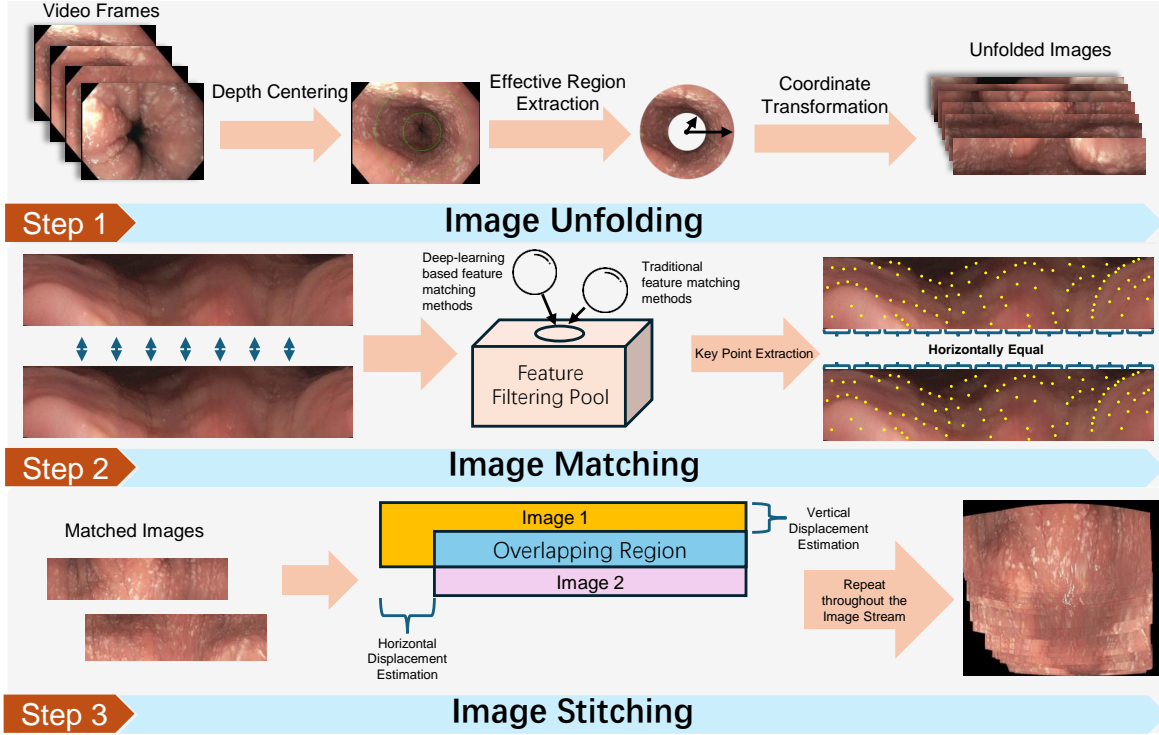 Video Frames
Depth Centering
Effective Region
Extraction
Coordinate
Transformation
Unfolded Images
Step 1
Image Unfolding
Deep-learning
based feature
matching
methods
Traditional
feature matching
methods
Feature
Filtering Pool
Key Point Extraction
Horizontally Equal
Step 2
Image Matching
Matched Images
Image 1
Overlapping Region
Image 2
Horizontal
Displacement
Estimation
Vertical
Displacement
Estimation
Repeat
throughout the
Image Stream
Step 3
Image Stitching